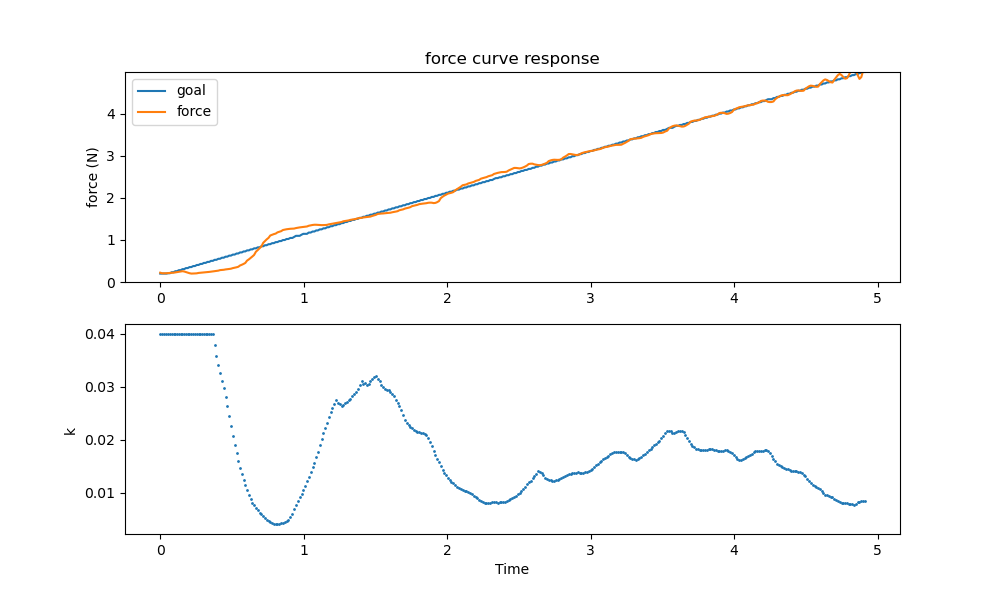 force curve response
goal
force
force (N)
4
3
2
1
0
0 1 2 3 4 5
k
0.04
0.03
0.02
0.01
0 1 2 3 4 5
Time